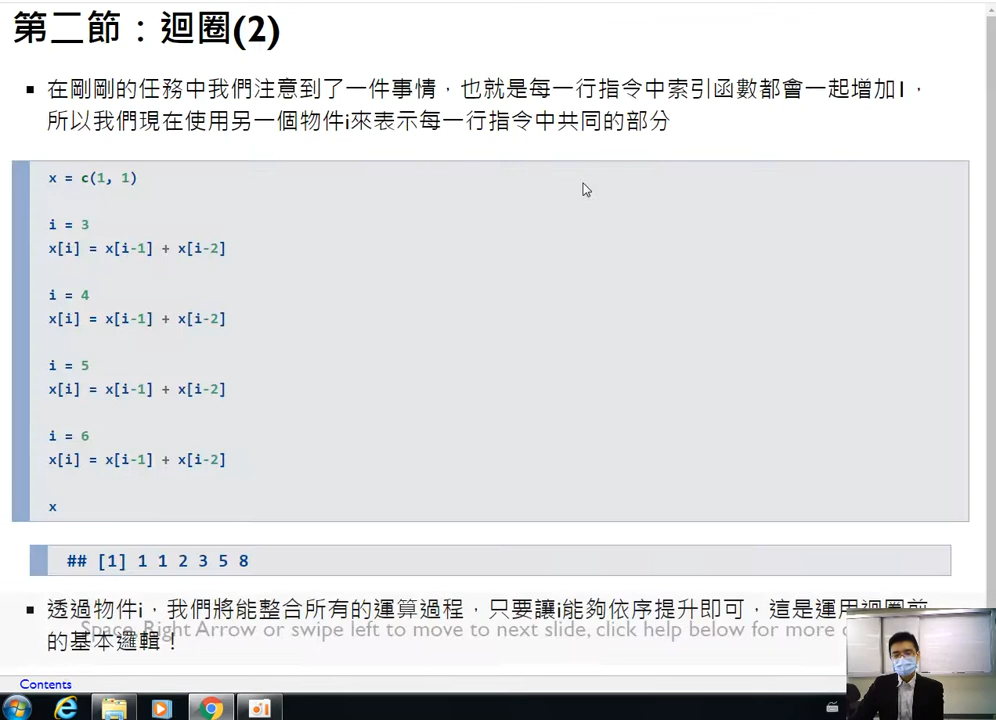 第二節：迴圈(2)
在剛剛的任務中我們注意到了一件事情，也就是每一行指令中索引函數都會一起增加1，
所以我們現在使用另一個物件i來表示每一行指令中共同的部分
x = c(1, 1)
i = 3
x[i] = x[i-1] + x[i-2]
i = 4
x[i] = x[i-1] + x[i-2]
i = 5
x[i] = x[i-1] + x[i-2]
i = 6
x[i] = x[i-1] + x[i-2]
x
## [1] 1 1 2 3 5 8
透過物件i，我們將能整合所有的運算過程，只要讓i能夠依序提升即可，這是運用迴圈前
的基本邏輯！
Space, Right Arrow or swipe left to move to next slide, click help below for more
Contents